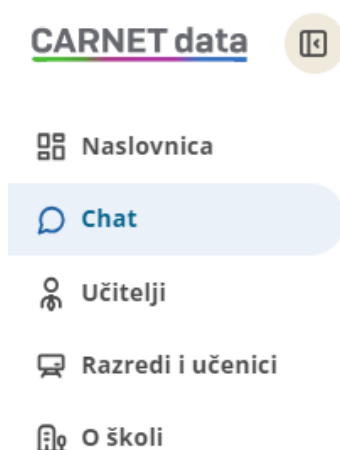 CARNET data
Naslovnica
Chat
Učitelji
Razredi i učenici
O školi